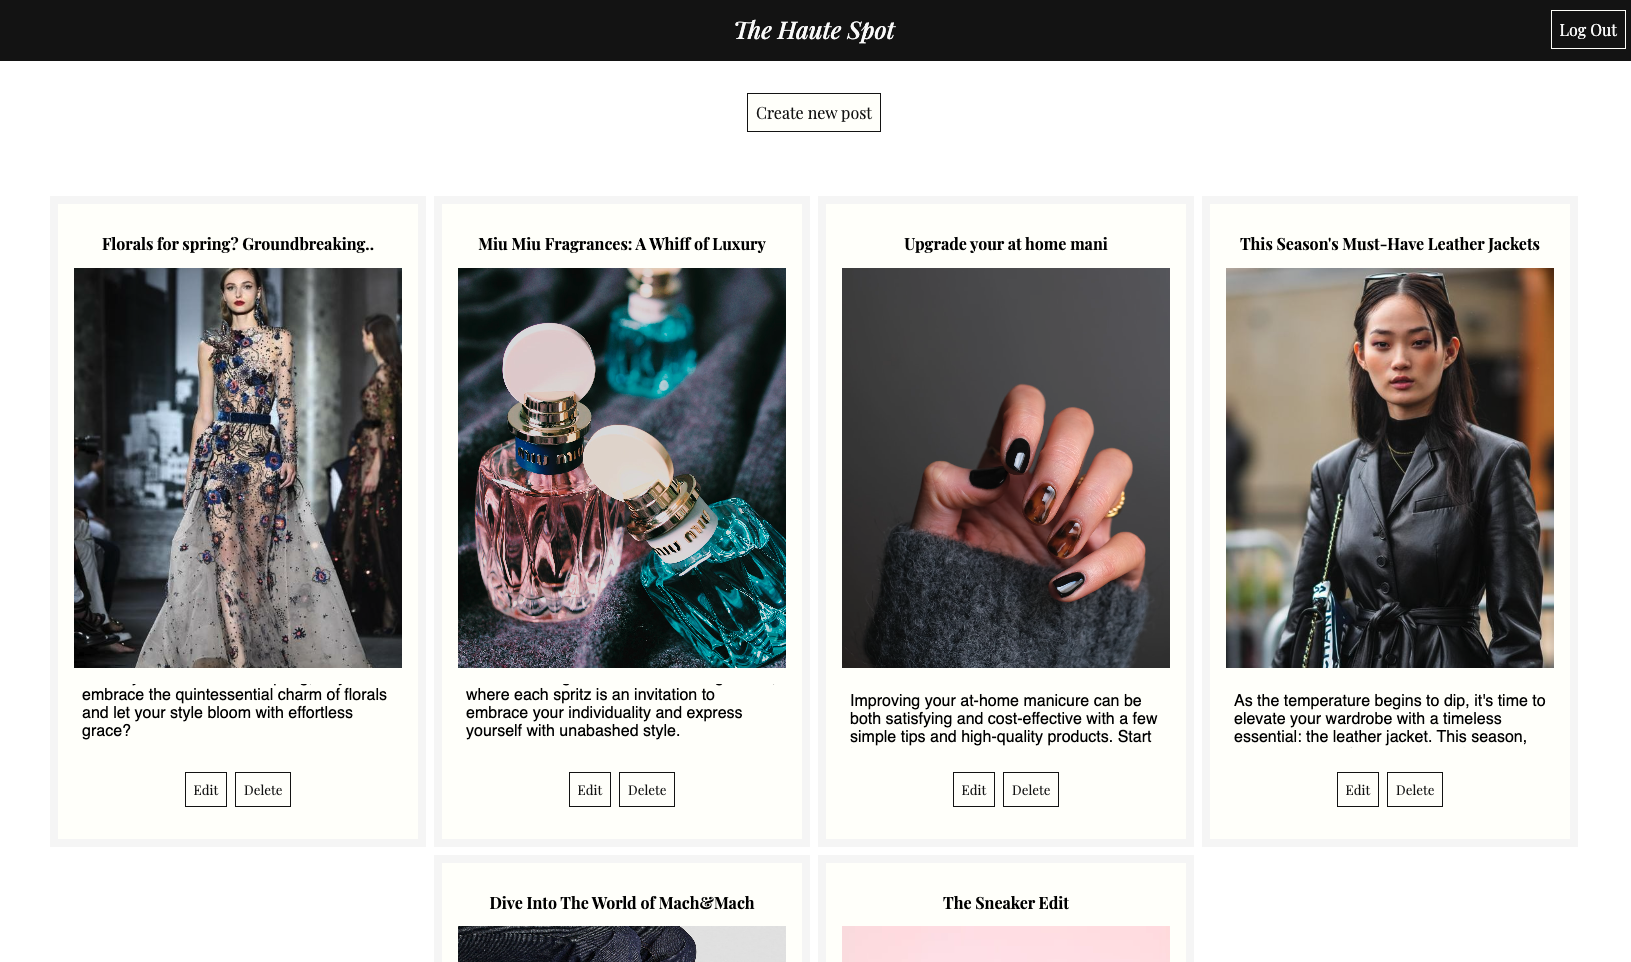 The Haute Spot
Log Out
Create new post
Florals for spring? Groundbreaking..
embrace the quintessential charm of florals
and let your style bloom with effortless
grace?
Edit
Delete
Miu Miu Fragrances: A Whiff of Luxury
miu miu
where each spritz is an invitation to
embrace your individuality and express
yourself with unabashed style.
Edit
Delete
Upgrade your at home mani
Improving your at-home manicure can be
both satisfying and cost-effective with a few
simple tips and high-quality products. Start
Edit
Delete
This Season's Must-Have Leather Jackets
As the temperature begins to dip, it's time to
elevate your wardrobe with a timeless
essential: the leather jacket. This season,
Edit
Delete
Dive Into The World of Mach&Mach
The Sneaker Edit